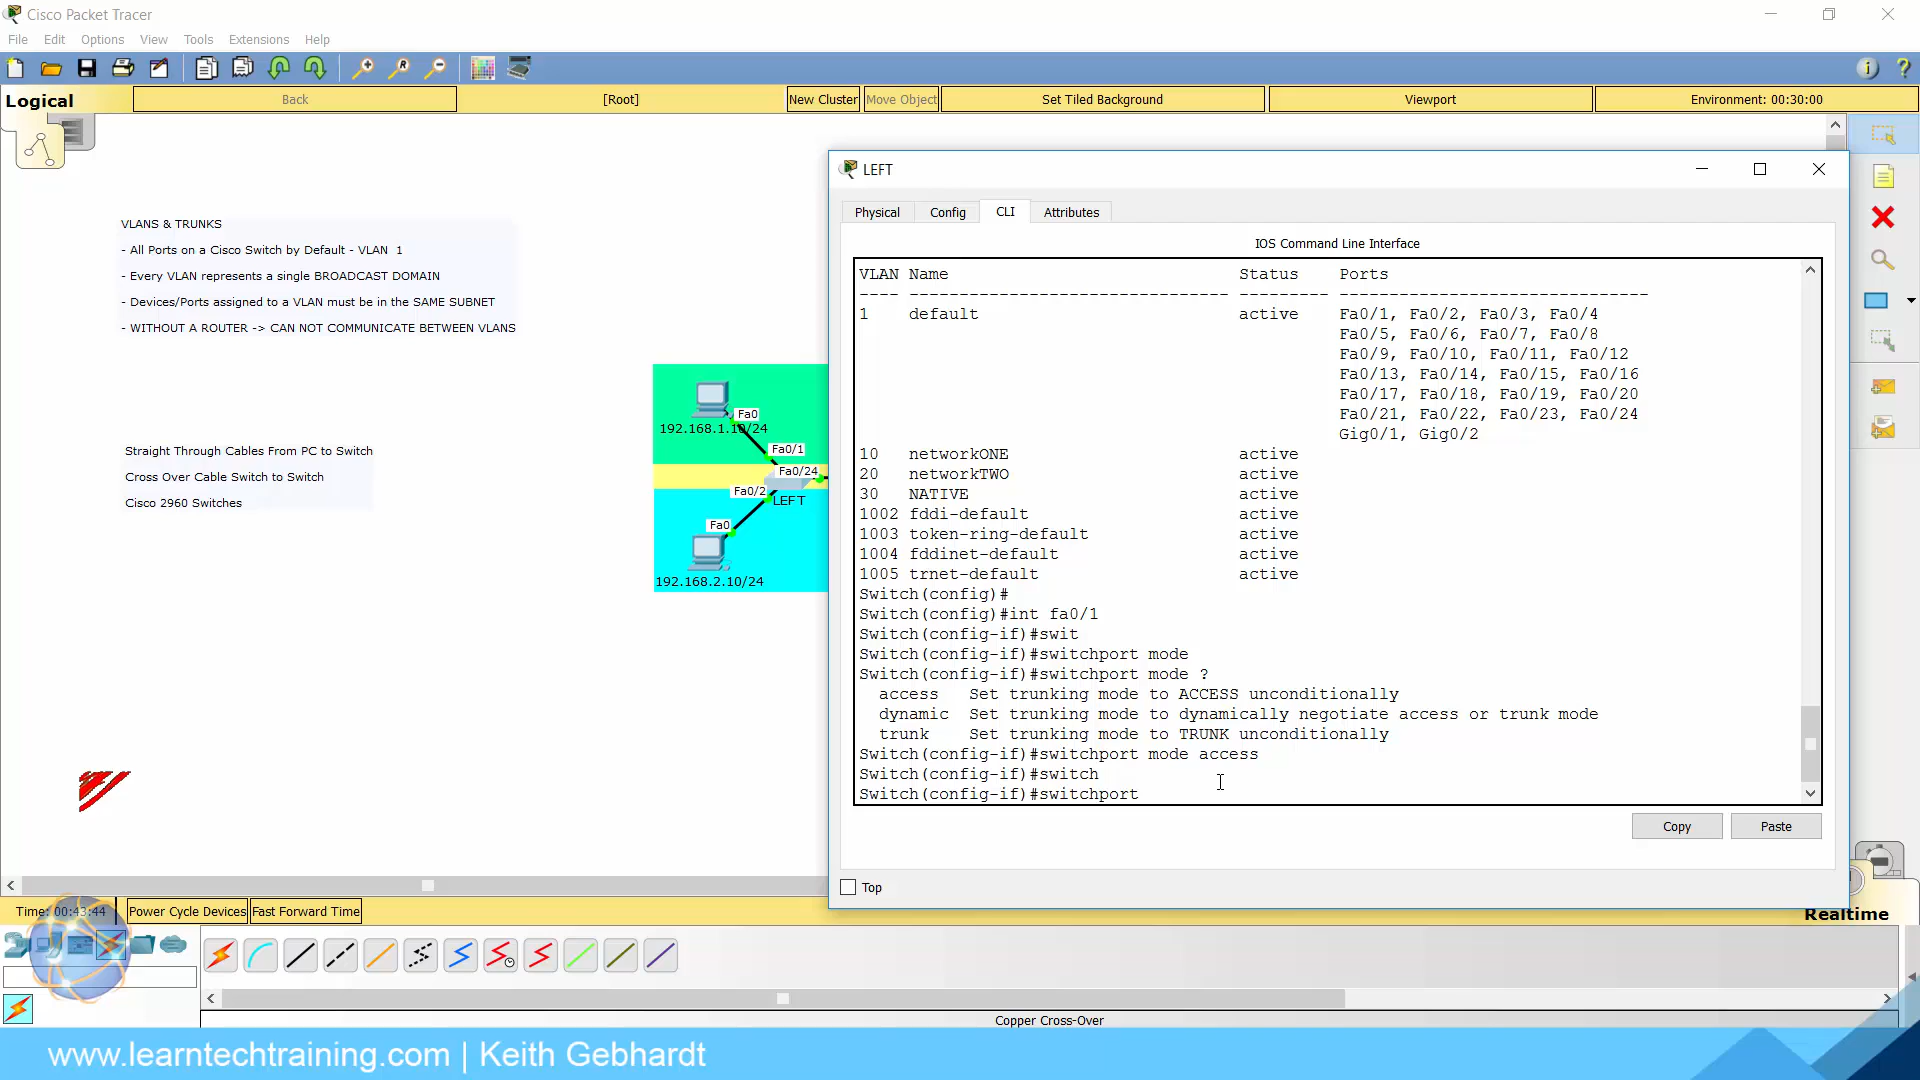 Cisco Packet Tracer
File Edit Options View Tools Extensions Help
Logical Back [Root] New Cluster Move Object Set Tiled Background Viewport Environment: 00:30:00
VLANS & TRUNKS
- All Ports on a Cisco Switch by Default - VLAN 1
- Every VLAN represents a single BROADCAST DOMAIN
- Devices/Ports assigned to a VLAN must be in the SAME SUBNET
- WITHOUT A ROUTER -> CAN NOT COMMUNICATE BETWEEN VLANS
Straight Through Cables From PC to Switch
Cross Over Cable Switch to Switch
Cisco 2960 Switches
Fa0
192.168.1.10/24
Fa0/1
Fa0/24
Fa0/2
LEFT
Fa0
192.168.2.10/24
LEFT
Physical Config CLI Attributes
IOS Command Line Interface
VLAN Name Status Ports
---- -------------------------------- --------- -------------------------------
1 default active Fa0/1, Fa0/2, Fa0/3, Fa0/4
Fa0/5, Fa0/6, Fa0/7, Fa0/8
Fa0/9, Fa0/10, Fa0/11, Fa0/12
Fa0/13, Fa0/14, Fa0/15, Fa0/16
Fa0/17, Fa0/18, Fa0/19, Fa0/20
Fa0/21, Fa0/22, Fa0/23, Fa0/24
Gig0/1, Gig0/2
10 networkONE active
20 networkTWO active
30 NATIVE active
1002 fddi-default active
1003 token-ring-default active
1004 fddinet-default active
1005 trnet-default active
Switch(config)#
Switch(config)#int fa0/1
Switch(config-if)#swit
Switch(config-if)#switchport mode
Switch(config-if)#switchport mode ?
access Set trunking mode to ACCESS unconditionally
dynamic Set trunking mode to dynamically negotiate access or trunk mode
trunk Set trunking mode to TRUNK unconditionally
Switch(config-if)#switchport mode access
Switch(config-if)#switch
Switch(config-if)#switchport
Copy Paste
Top
Time: 00:43:44 Power Cycle Devices Fast Forward Time Realtime
Copper Cross-Over
www.learntechtraining.com | Keith Gebhardt